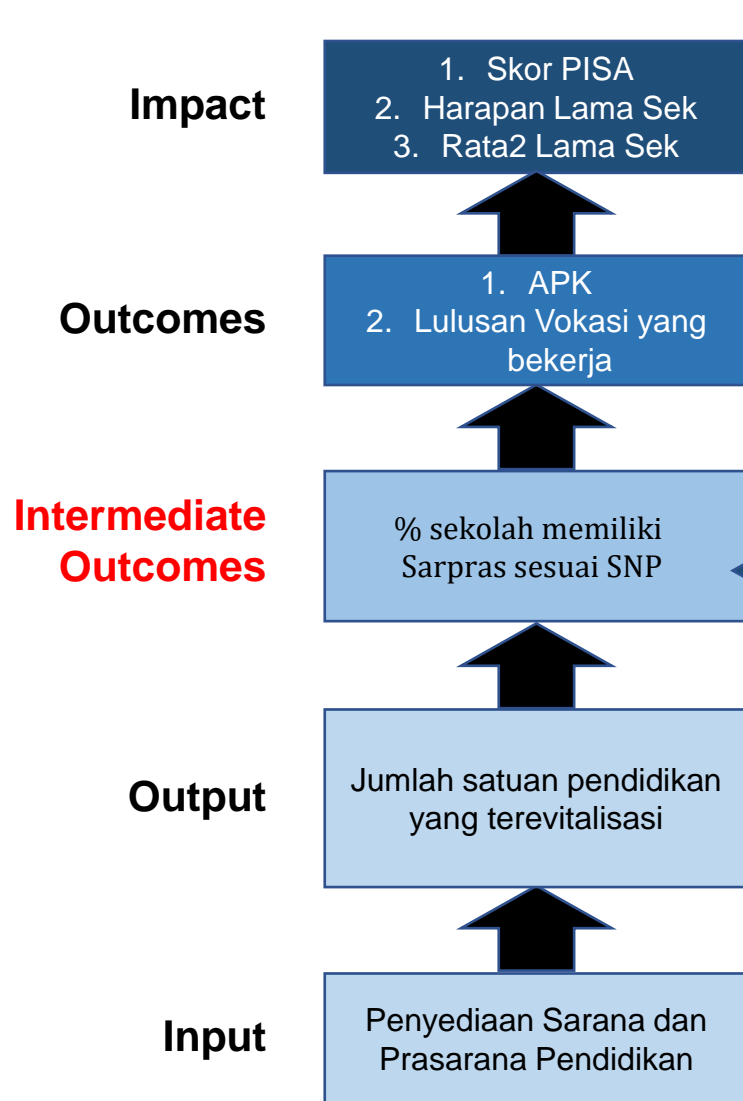 Impact
1. Skor PISA
2. Harapan Lama Sek
3. Rata2 Lama Sek
Outcomes
1. APK
2. Lulusan Vokasi yang
bekerja
Intermediate
Outcomes
% sekolah memiliki
Sarpras sesuai SNP
Output
Jumlah satuan pendidikan
yang terevitalisasi
Input
Penyediaan Sarana dan
Prasarana Pendidikan